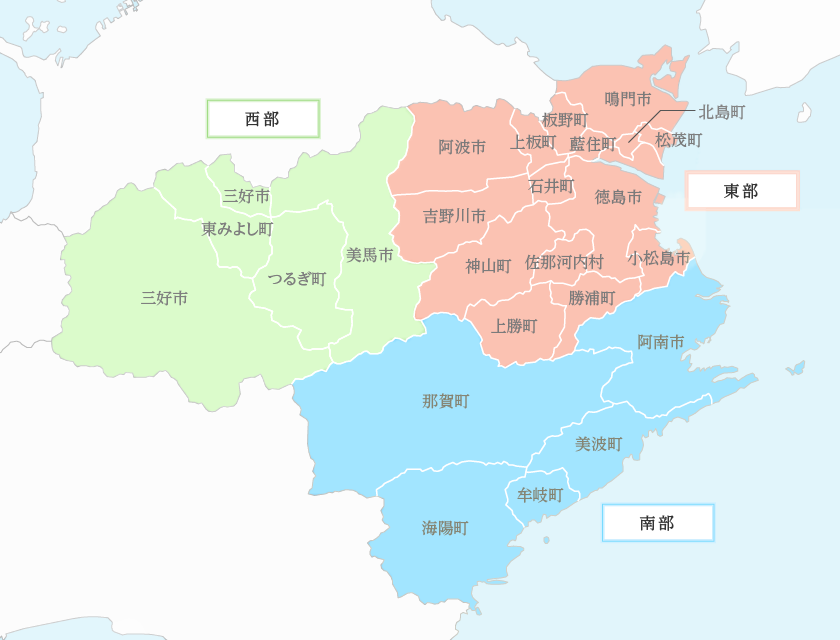 鳴門市
西部
北島町
板野町
上板町
藍住町
松茂町
阿波市
石井町
東部
三好市
徳島市
吉野川市
東みよし町
美馬市
佐那河内村
小松島市
神山町
つるぎ町
三好市
勝浦町
上勝町
阿南市
那賀町
美波町
牟岐町
南部
海陽町